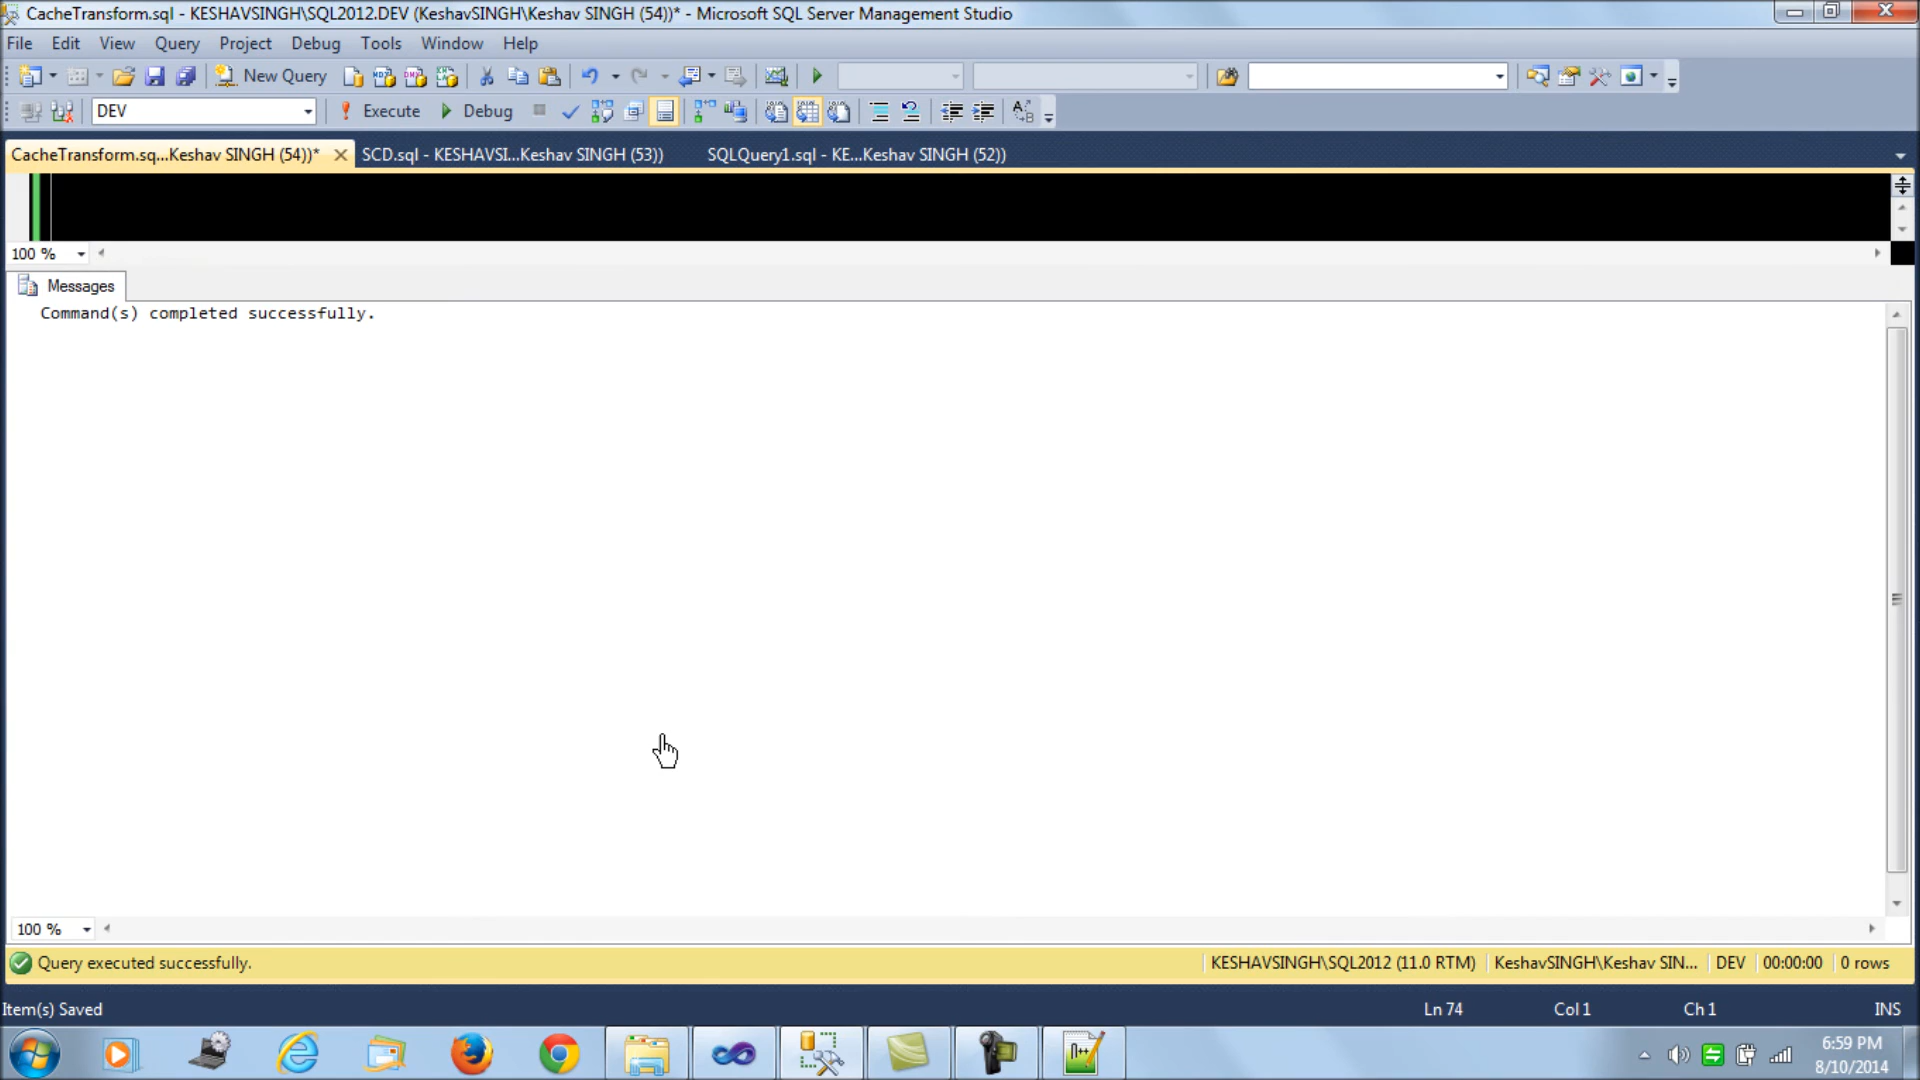 CacheTransform.sql - KESHAVSINGH\SQL2012.DEV (KeshavSINGH\Keshav SINGH (54))* - Microsoft SQL Server Management Studio
File Edit View Query Project Debug Tools Window Help
New Query
DEV Execute Debug
CacheTransform.sq...Keshav SINGH (54))* SCD.sql - KESHAVSI...Keshav SINGH (53)) SQLQuery1.sql - KE...Keshav SINGH (52))
100 %
Messages
Command(s) completed successfully.
100 %
Query executed successfully. KESHAVSINGH\SQL2012 (11.0 RTM) KeshavSINGH\Keshav SIN... DEV 00:00:00 0 rows
Item(s) Saved Ln 74 Col 1 Ch 1 INS
6:59 PM
8/10/2014